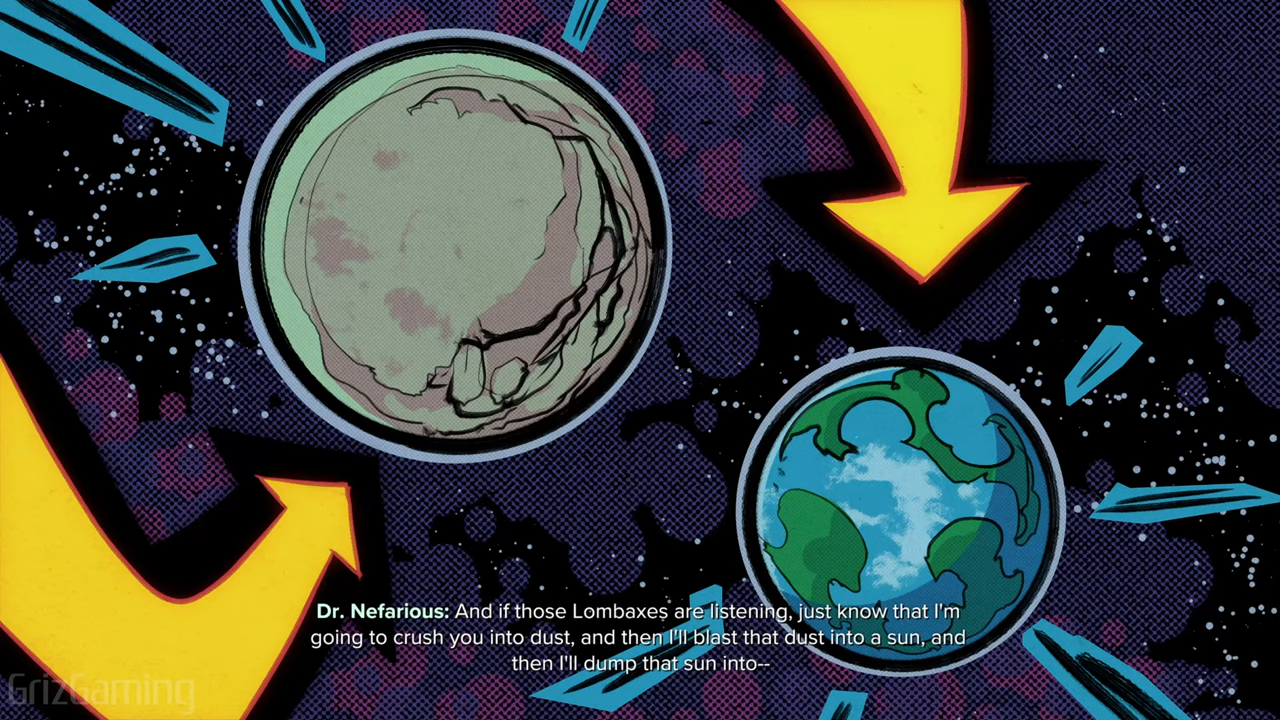 Dr. Nefarious: And if those Lombaxes are listening, just know that I'm
going to crush you into dust, and then I'll blast that dust into a sun, and
then I'll dump that sun into--
GrizGaming